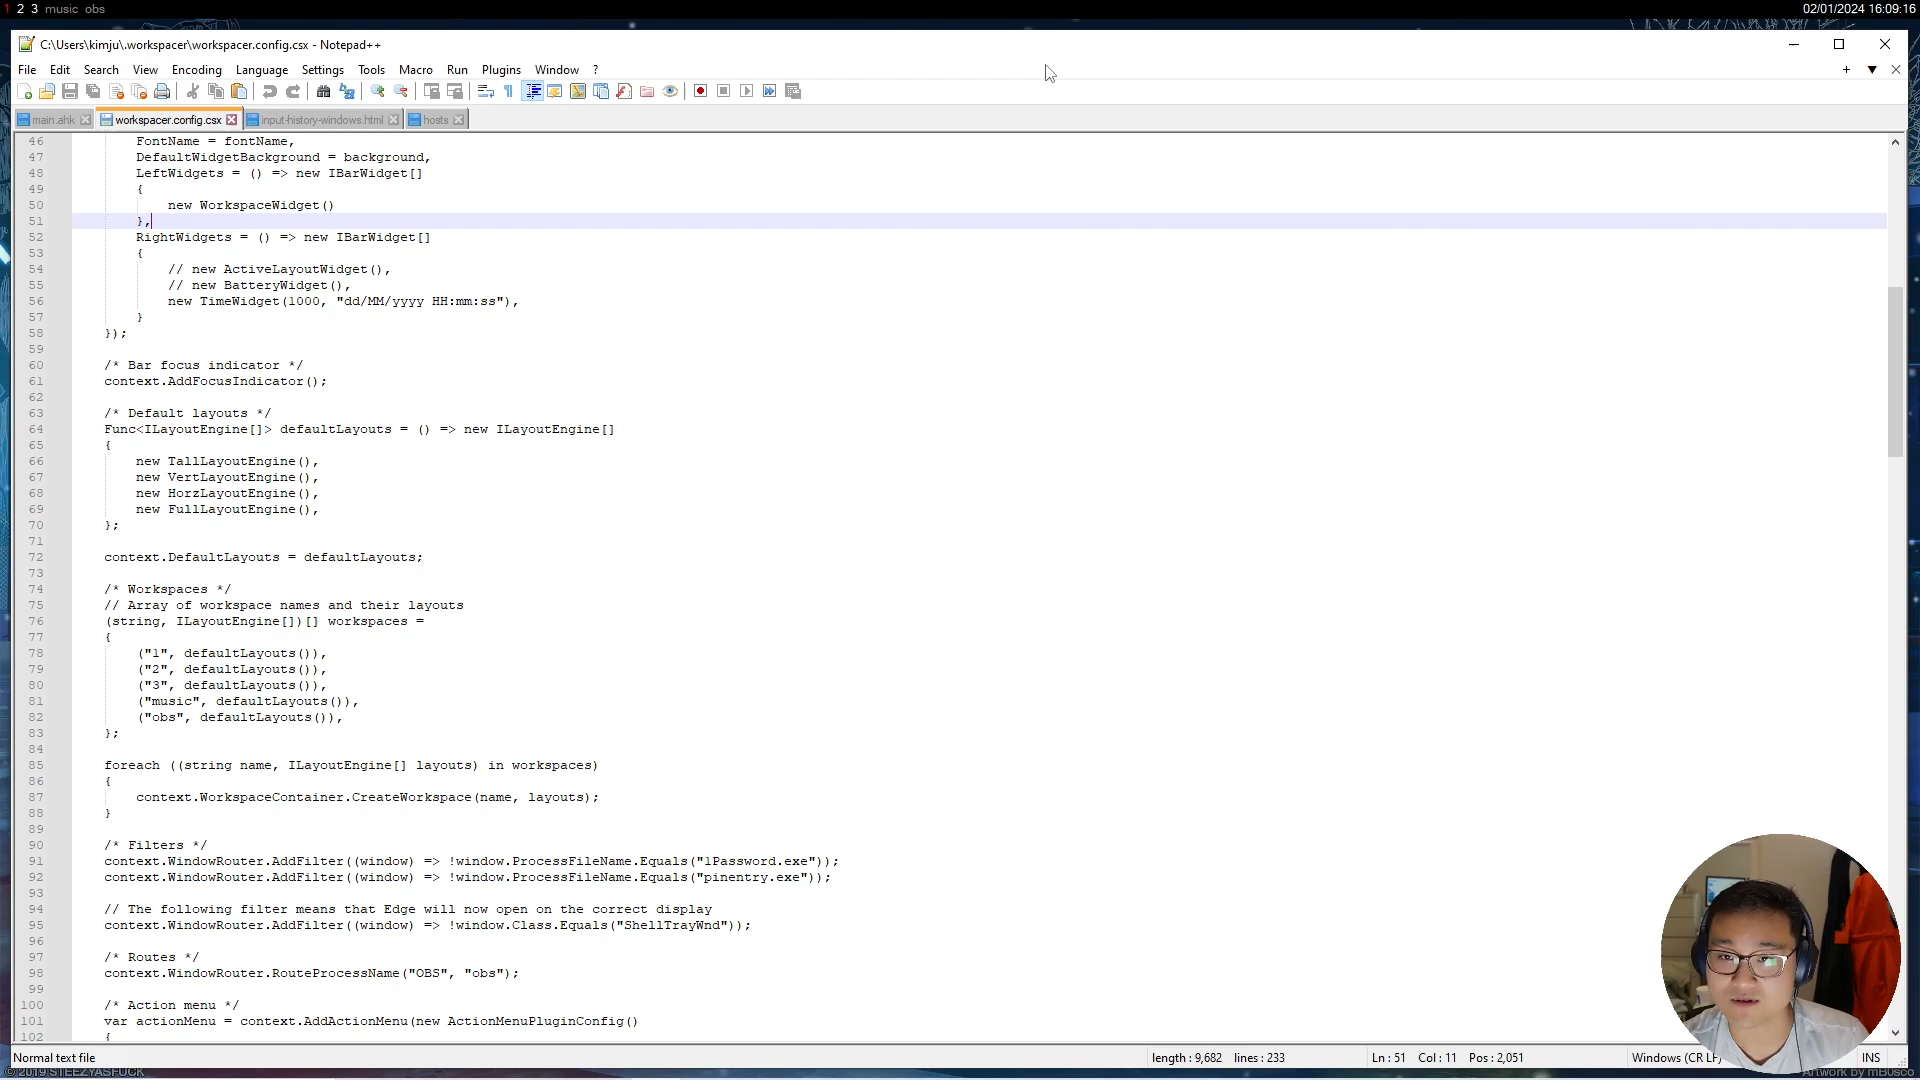 1 2 3 music obs
02/01/2024 16:09:16
C:\Users\kimju\.workspacer\workspacer.config.csx - Notepad++
File Edit Search View Encoding Language Settings Tools Macro Run Plugins Window ?
main.ahk workspacer.config.csx input-history-windows.html hosts
46 FontName = fontName,
47 DefaultWidgetBackground = background,
48 LeftWidgets = () => new IBarWidget[]
49 {
50 new WorkspaceWidget()
51 },
52 RightWidgets = () => new IBarWidget[]
53 {
54 // new ActiveLayoutWidget(),
55 // new BatteryWidget(),
56 new TimeWidget(1000, "dd/MM/yyyy HH:mm:ss"),
57 }
58 });
59
60 /* Bar focus indicator */
61 context.AddFocusIndicator();
62
63 /* Default layouts */
64 Func<ILayoutEngine[]> defaultLayouts = () => new ILayoutEngine[]
65 {
66 new TallLayoutEngine(),
67 new VertLayoutEngine(),
68 new HorzLayoutEngine(),
69 new FullLayoutEngine(),
70 };
71
72 context.DefaultLayouts = defaultLayouts;
73
74 /* Workspaces */
75 // Array of workspace names and their layouts
76 (string, ILayoutEngine[])[] workspaces =
77 {
78 ("1", defaultLayouts()),
79 ("2", defaultLayouts()),
80 ("3", defaultLayouts()),
81 ("music", defaultLayouts()),
82 ("obs", defaultLayouts()),
83 };
84
85 foreach ((string name, ILayoutEngine[] layouts) in workspaces)
86 {
87 context.WorkspaceContainer.CreateWorkspace(name, layouts);
88 }
89
90 /* Filters */
91 context.WindowRouter.AddFilter((window) => !window.ProcessFileName.Equals("1Password.exe"));
92 context.WindowRouter.AddFilter((window) => !window.ProcessFileName.Equals("pinentry.exe"));
93
94 // The following filter means that Edge will now open on the correct display
95 context.WindowRouter.AddFilter((window) => !window.Class.Equals("ShellTrayWnd"));
96
97 /* Routes */
98 context.WindowRouter.RouteProcessName("OBS", "obs");
99
100 /* Action menu */
101 var actionMenu = context.AddActionMenu(new ActionMenuPluginConfig()
102 {
Normal text file length : 9,682 lines : 233 Ln : 51 Col : 11 Pos : 2,051 Windows (CR LF) INS
© 2019 STEEZYASFUCK
Artwork by mB0sco